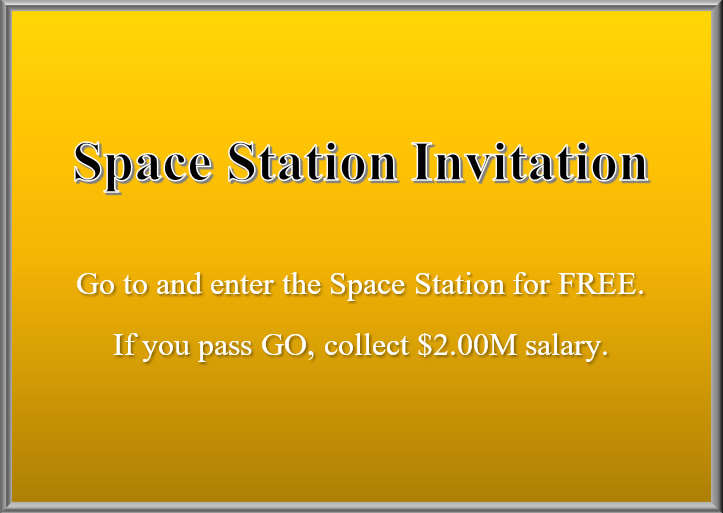 Space Station Invitation
Go to and enter the Space Station for FREE.
If you pass GO, collect $2.00M salary.